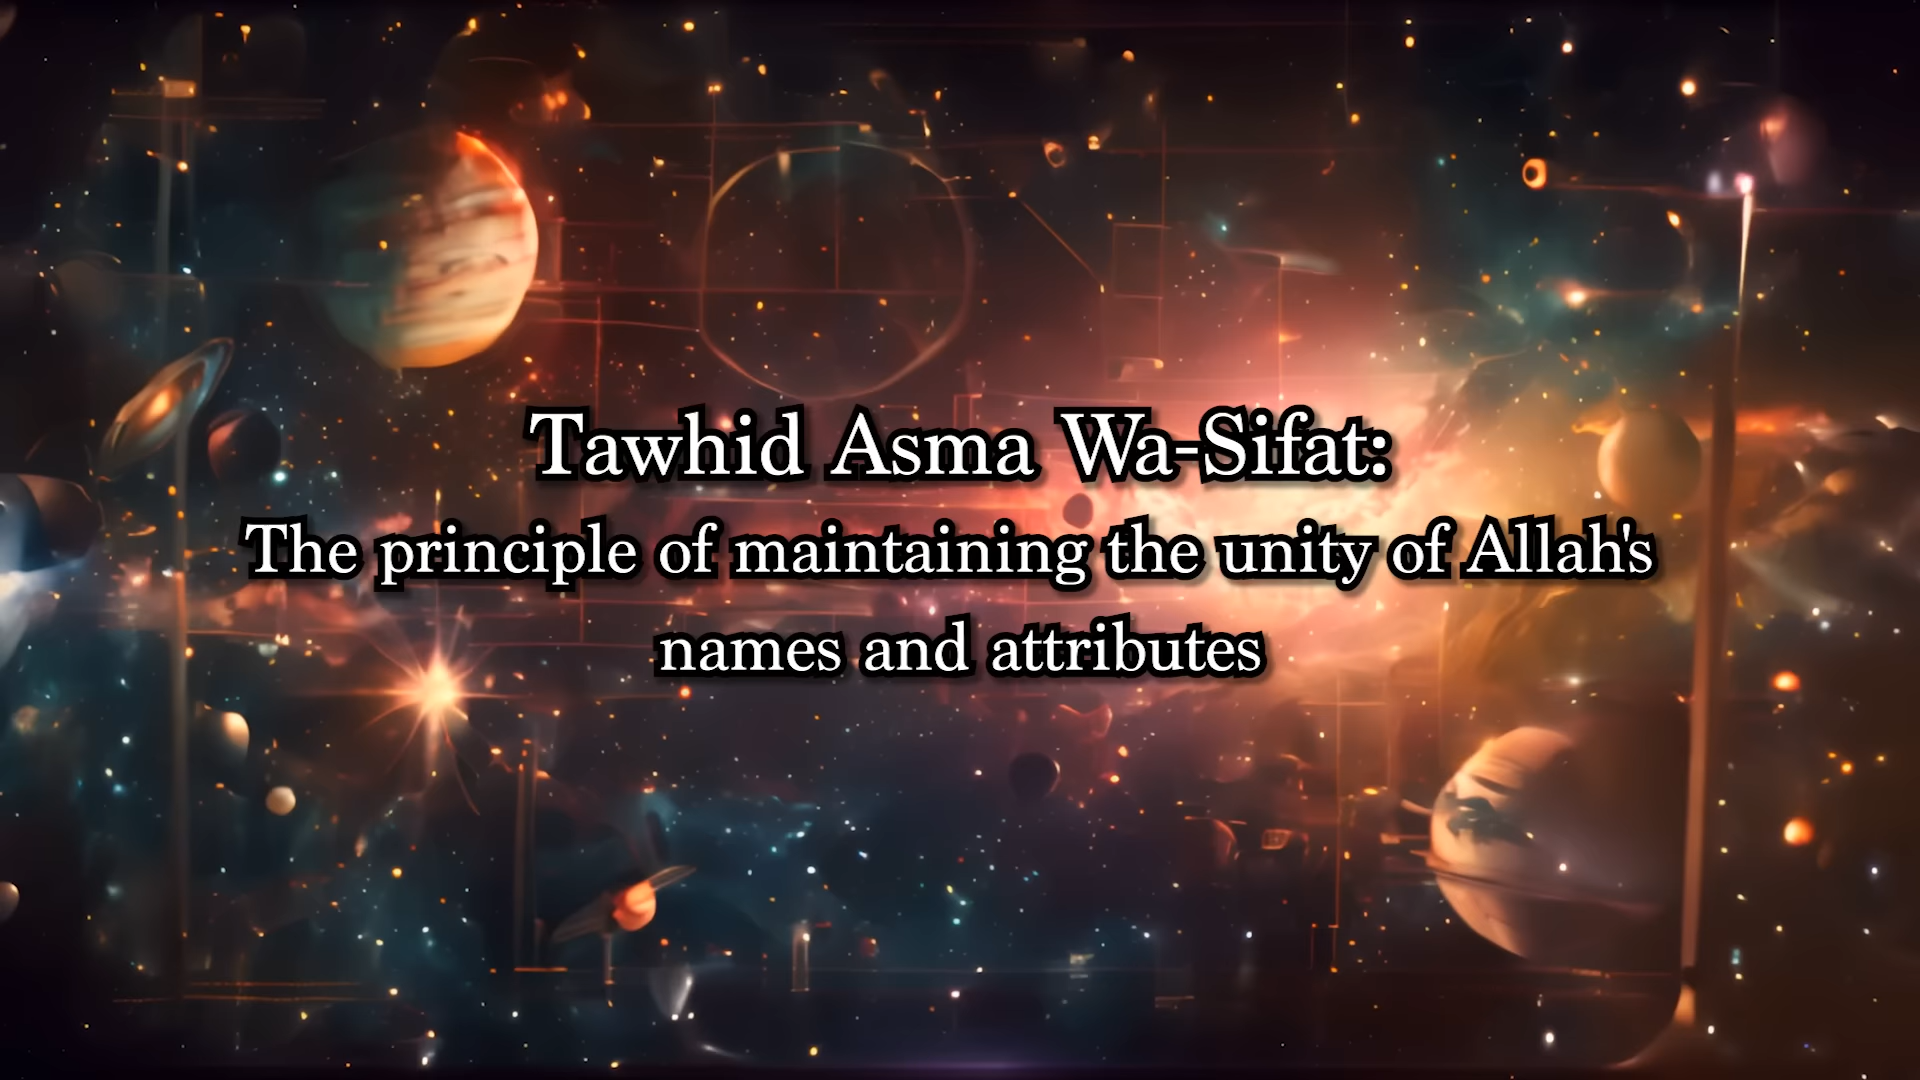 Tawhid Asma Wa-Sifat:
The principle of maintaining the unity of Allah's
names and attributes